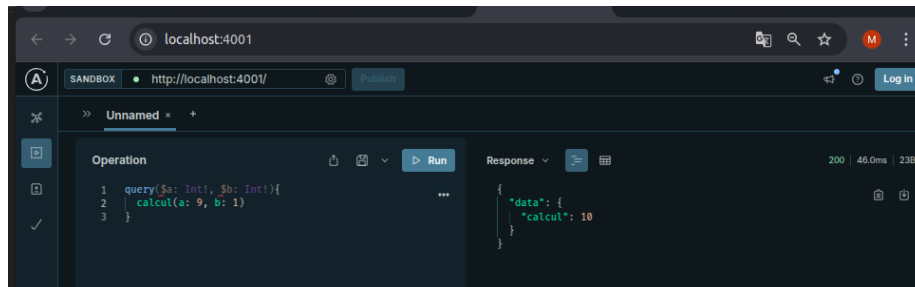 localhost:4001
M
A
SANDBOX http://localhost:4001/ Publish
Log in
Unnamed × +
Operation
Run
1 query($a: Int!, $b: Int!){
2 calcul(a: 9, b: 1)
3 }
Response
200 46.0ms 238
{
"data": {
"calcul": 10
}
}